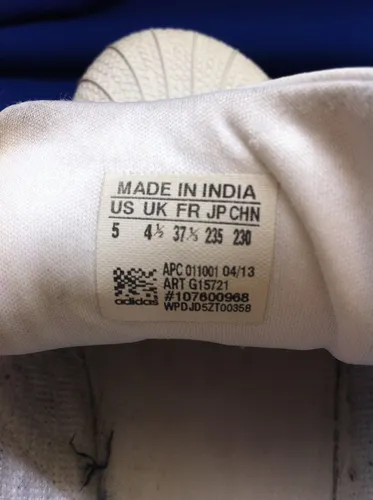 MADE IN INDIA
US UK FR JP CHN
5 4½ 37⅓ 235 230
APC 011001 04/13
ART G15721
#107600968
adidas WPDJD5ZT00358